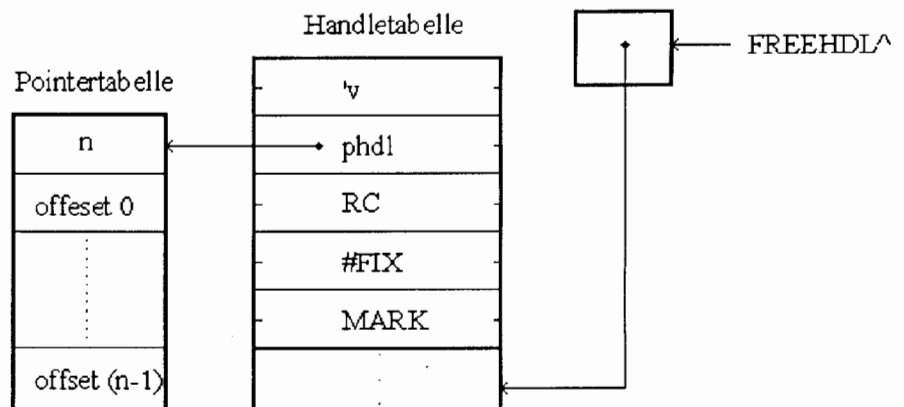 Handletabelle
FREEHDL^
Pointertabelle
'v
n
phdl
offeset 0
RC
#FIX
MARK
offset (n-1)